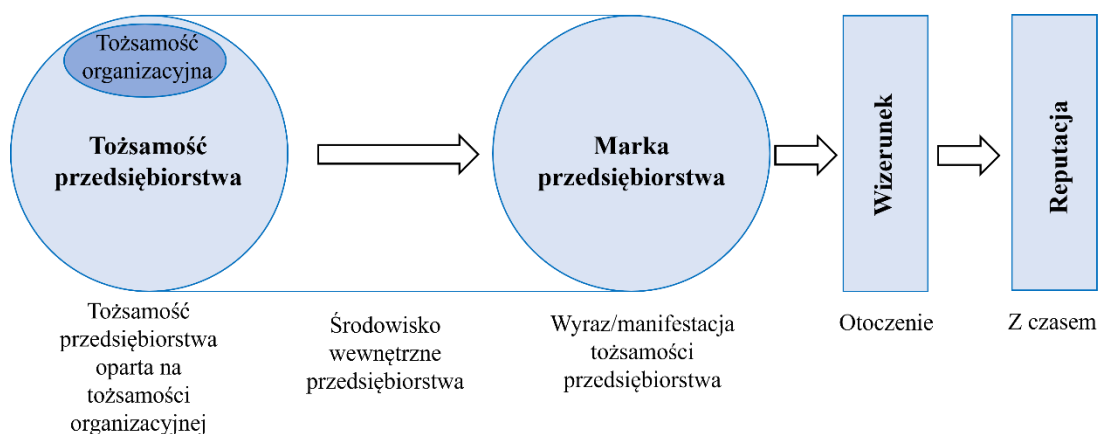 Tożsamość
organizacyjna
Tożsamość
przedsiębiorstwa
Marka
przedsiębiorstwa
Wizerunek
Reputacja
Tożsamość
przedsiębiorstwa
oparta na
tożsamości
organizacyjnej
Środowisko
wewnętrzne
przedsiębiorstwa
Wyraz/manifestacja
tożsamości
przedsiębiorstwa
Otoczenie
Z czasem